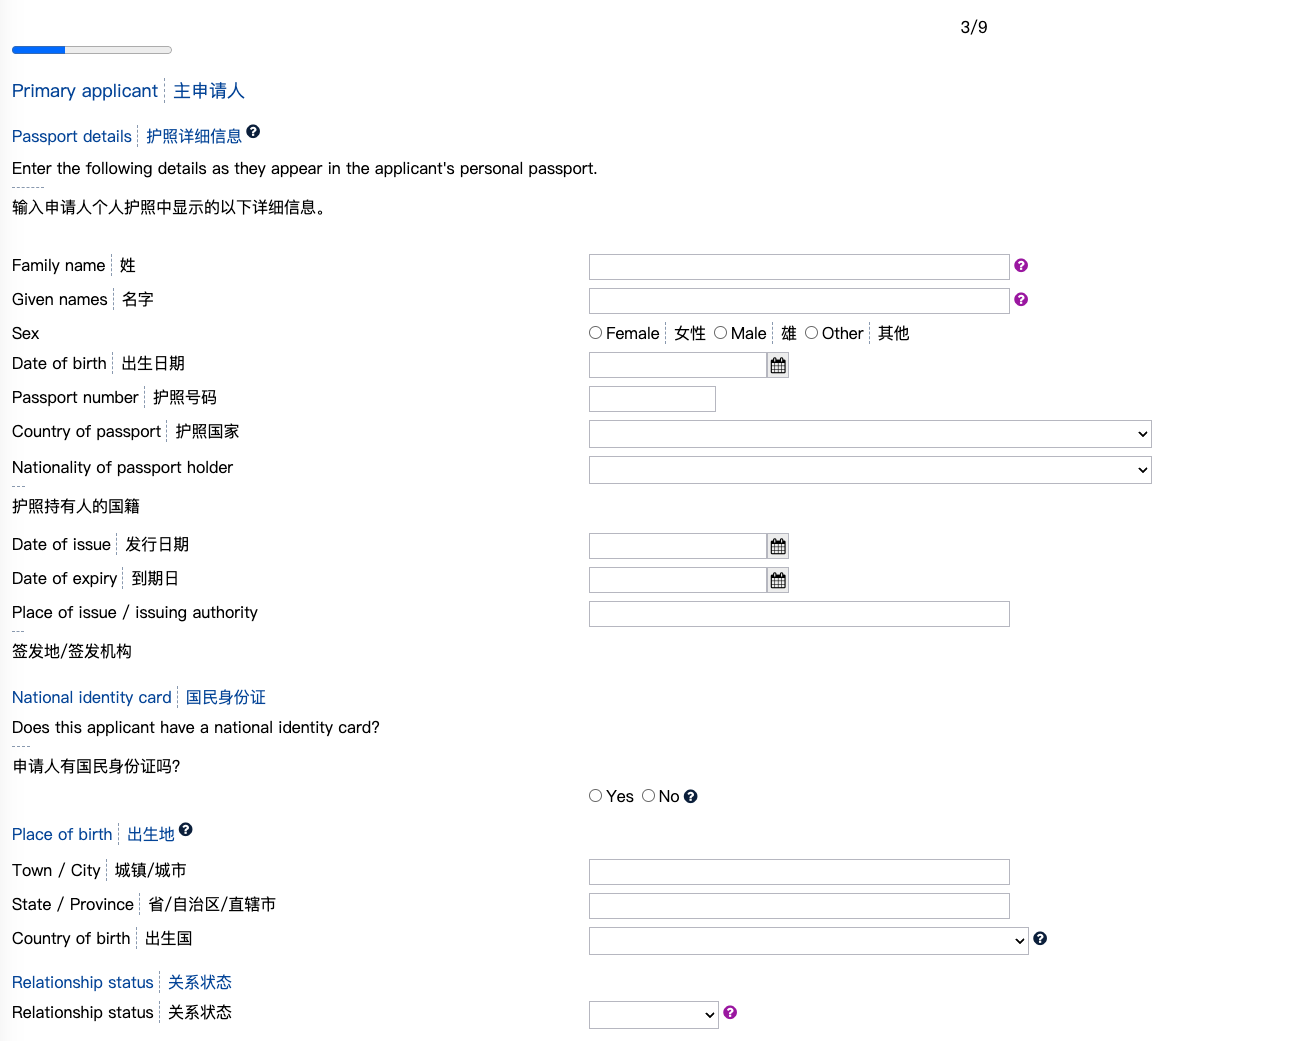 3/9
Primary applicant 主申请人
Passport details 护照详细信息
Enter the following details as they appear in the applicant's personal passport.
输入申请人个人护照中显示的以下详细信息。
Family name 姓
Given names 名字
Sex Female 女性 Male 雄 Other 其他
Date of birth 出生日期
Passport number 护照号码
Country of passport 护照国家
Nationality of passport holder
护照持有人的国籍
Date of issue 发行日期
Date of expiry 到期日
Place of issue / issuing authority
签发地/签发机构
National identity card 国民身份证
Does this applicant have a national identity card?
申请人有国民身份证吗?
Yes No
Place of birth 出生地
Town / City 城镇/城市
State / Province 省/自治区/直辖市
Country of birth 出生国
Relationship status 关系状态
Relationship status 关系状态